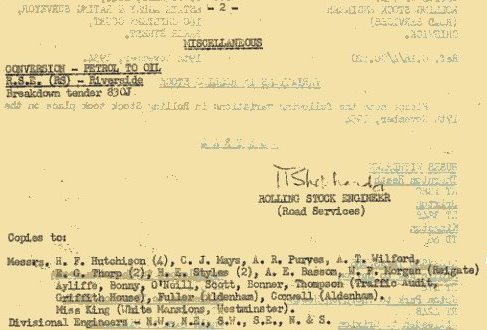 - 2 -
MISCELLANEOUS
CONVERSION - PETROL TO OIL
R.S.E. (RS) - Riverside
Breakdown tender 830J
ROLLING STOCK ENGINEER
(Road Services)
Copies to:
Messrs. H. F. Hutchison (4), C. J. Mays, A. R. Purves, A. T. Wilford,
E. G. Thorp (2), H. E. Styles (2), A. E. Bassom, W. F. Morgan (Reigate)
Ayliffe, Bonny, O'Neill, Scott, Bonner, Thompson (Traffic Audit,
Griffith House), Fuller (Aldenham), Coxwell (Aldenham).
Miss King (White Mansions, Westminster).
Divisional Engineers - N.W., N.E., S.W., S.E., N. & S.